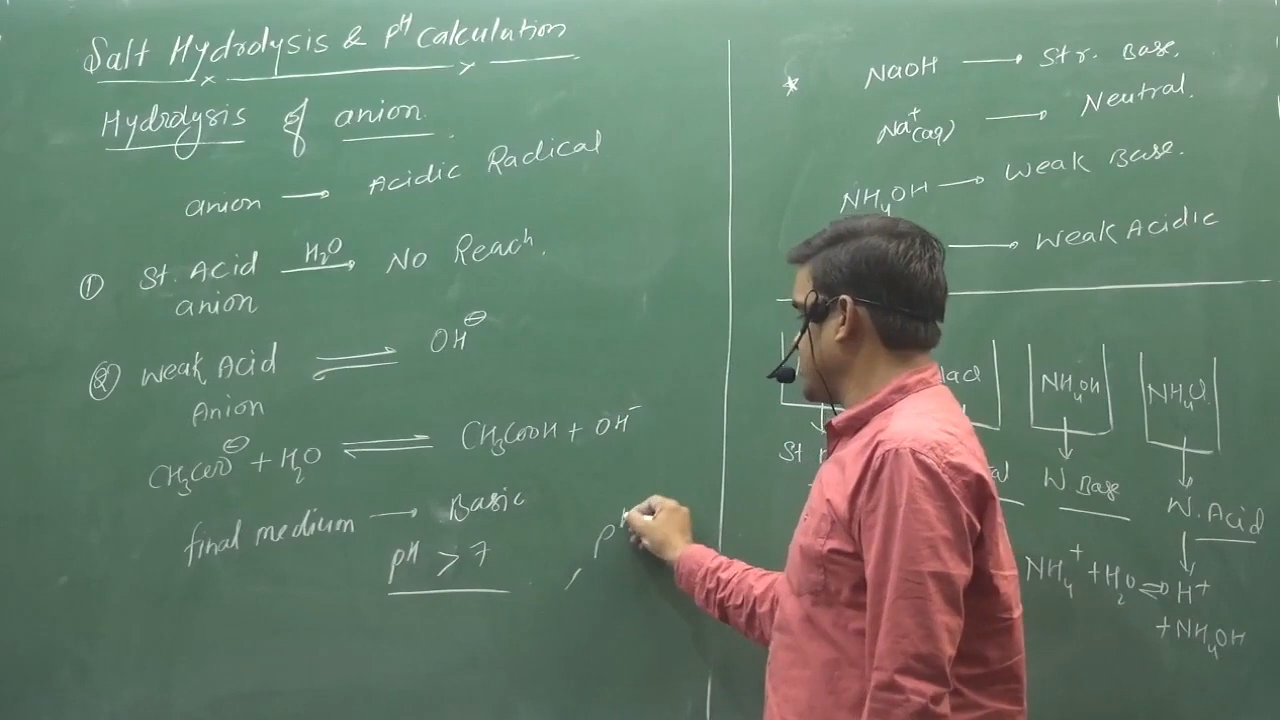 Salt Hydrolysis & pH calculation
Hydrolysis of anion.
anion → Acidic Radical
① St. Acid anion —H₂O→ No Reacn.
② Weak Acid Anion ⇌ OH⊖
CH₃COO⊖ + H₂O ⇌ CH₃COOH + OH⁻
final medium → Basic
pH > 7 , p
* NaOH → Str. Base.
Na⁺(aq) → Neutral.
NH₄OH → Weak Base.
→ Weak Acidic
NH₄OH
NH₄Cl
St
W Base
W. Acid
NH₄⁺ + H₂O ⇌ H⁺
+ NH₄OH